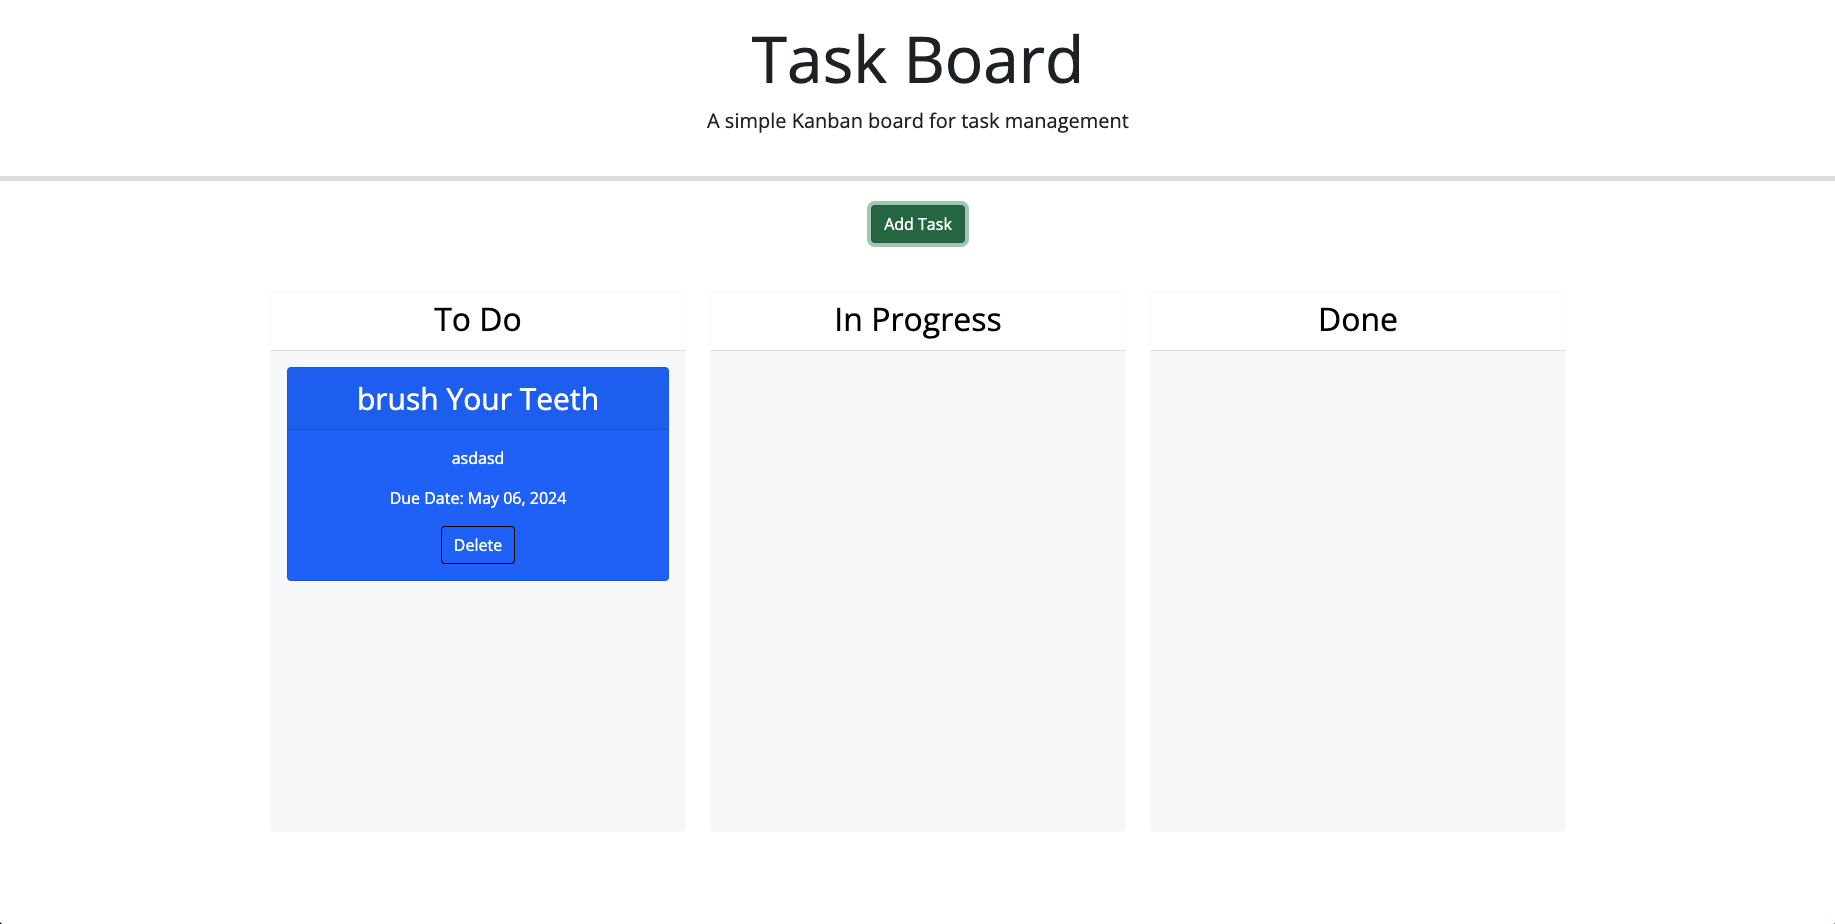 Task Board
A simple Kanban board for task management
Add Task
To Do
In Progress
Done
brush Your Teeth
asdasd
Due Date: May 06, 2024
Delete